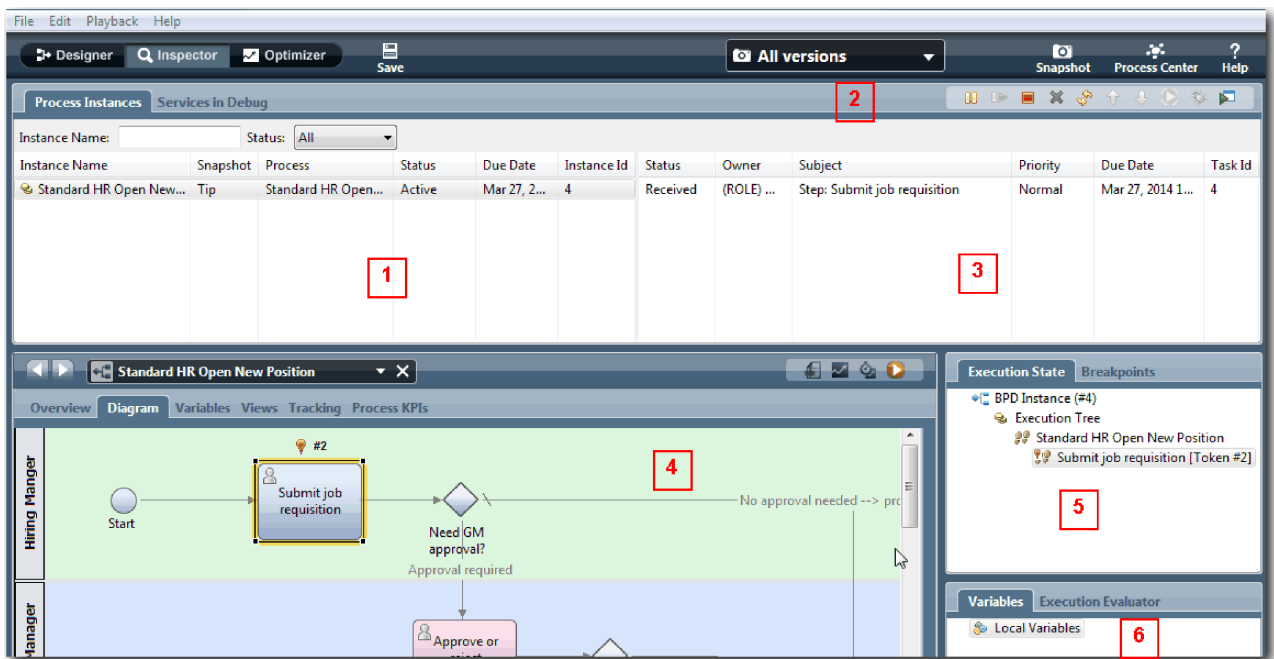 File Edit Playback Help
Designer Inspector Optimizer Save All versions Snapshot Process Center Help
Process Instances Services in Debug 2
Instance Name: Status: All
Instance Name Snapshot Process Status Due Date Instance Id Status Owner Subject Priority Due Date Task Id
Standard HR Open New... Tip Standard HR Open... Active Mar 27, 2... 4 Received (ROLE) ... Step: Submit job requisition Normal Mar 27, 2014 1... 4
1
3
Standard HR Open New Position
Overview Diagram Variables Views Tracking Process KPIs
Hiring Manger
#2
Submit job
requisition
Start
Need GM
approval?
Approval required
No approval needed --> pro
4
Manager
Approve or
reject
Execution State Breakpoints
BPD Instance (#4)
Execution Tree
Standard HR Open New Position
Submit job requisition [Token #2]
5
Variables Execution Evaluator
Local Variables
6